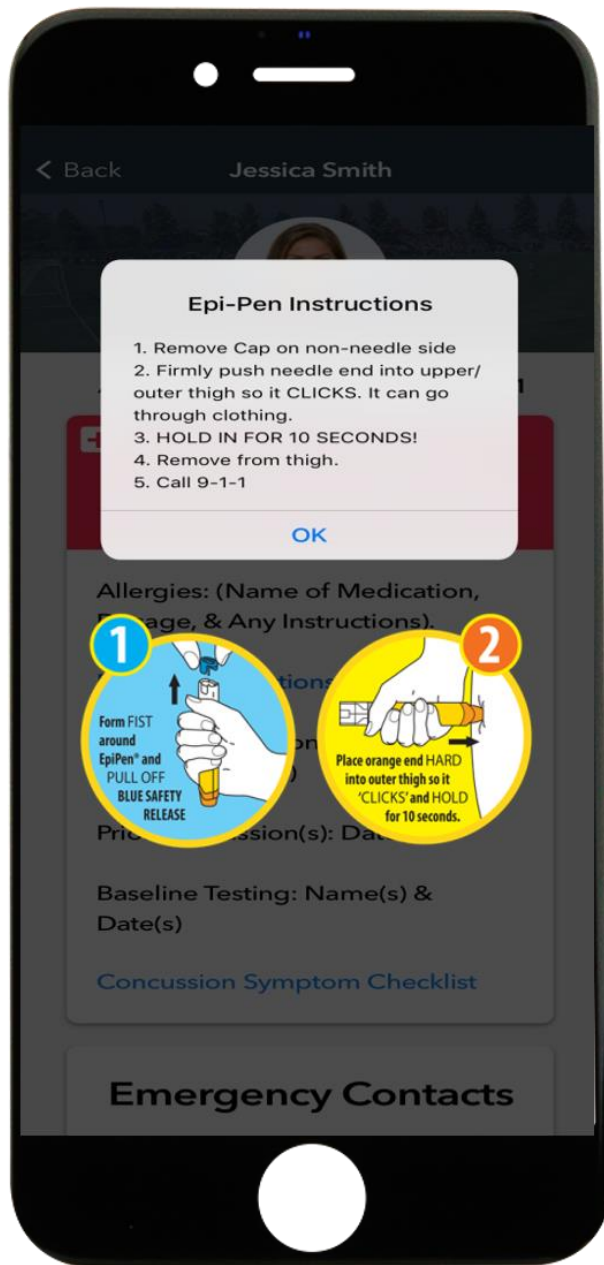 Back
Jessica Smith
Epi-Pen Instructions
1. Remove Cap on non-needle side
2. Firmly push needle end into upper/
outer thigh so it CLICKS. It can go
through clothing.
3. HOLD IN FOR 10 SECONDS!
4. Remove from thigh.
5. Call 9-1-1
OK
Allergies: (Name of Medication,
& Any Instructions).
1
Form FIST
around
EpiPen® and
PULL OFF
BLUE SAFETY
RELEASE
2
Place orange end HARD
into outer thigh so it
'CLICKS' and HOLD
for 10 seconds.
Baseline Testing: Name(s) &
Date(s)
Concussion Symptom Checklist
Emergency Contacts